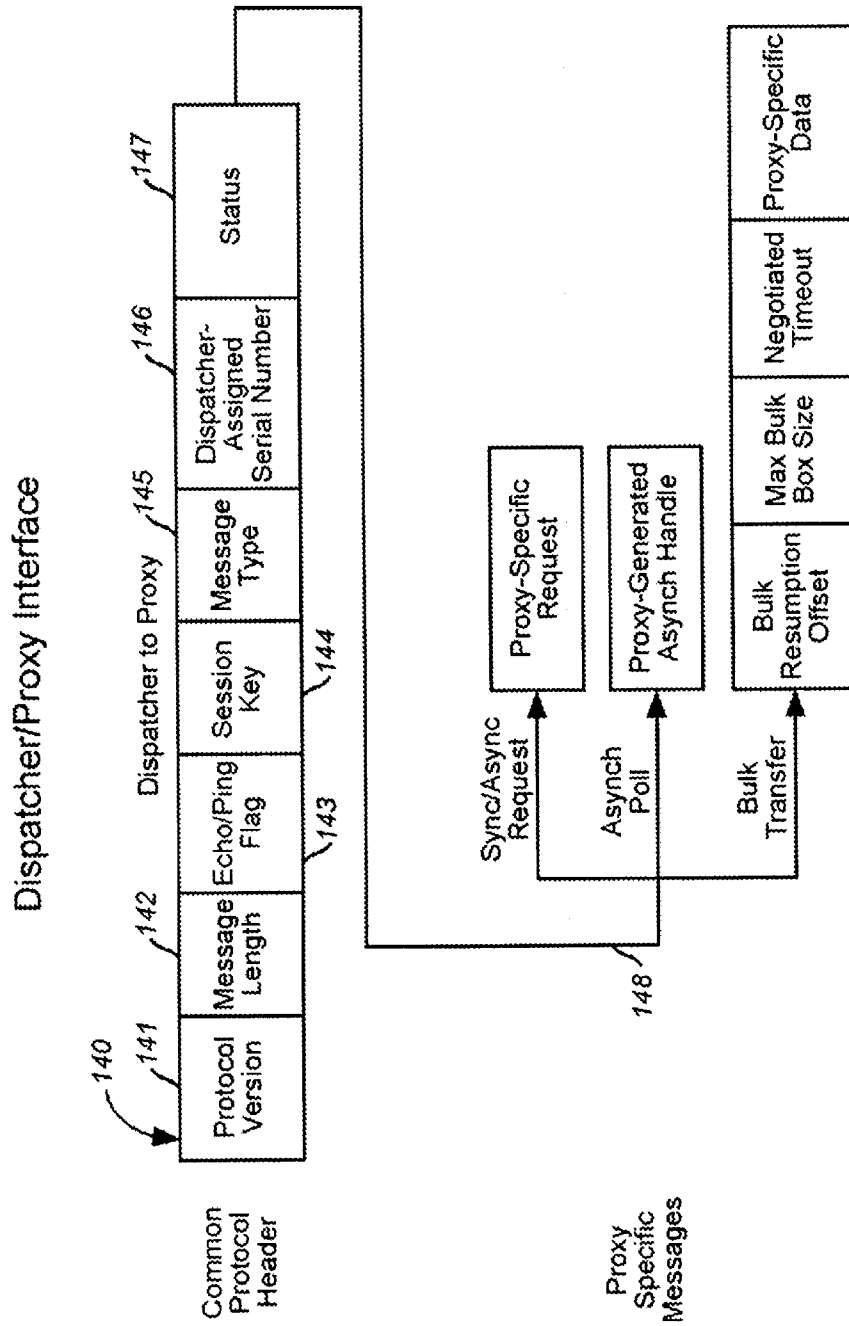 Dispatcher/Proxy Interface
Dispatcher to Proxy
Common
Protocol
Header
140
141
142
145
146
147
Protocol
Version
Message
Length
Echo/Ping
Flag
Session
Key
Message
Type
Dispatcher-
Assigned
Serial Number
Status
143
144
148
Proxy
Specific
Messages
Sync/Async
Request
Proxy-Specific
Request
Asynch
Poll
Proxy-Generated
Asynch Handle
Bulk
Transfer
Bulk
Resumption
Offset
Max Bulk
Box Size
Negotiated
Timeout
Proxy-Specific
Data